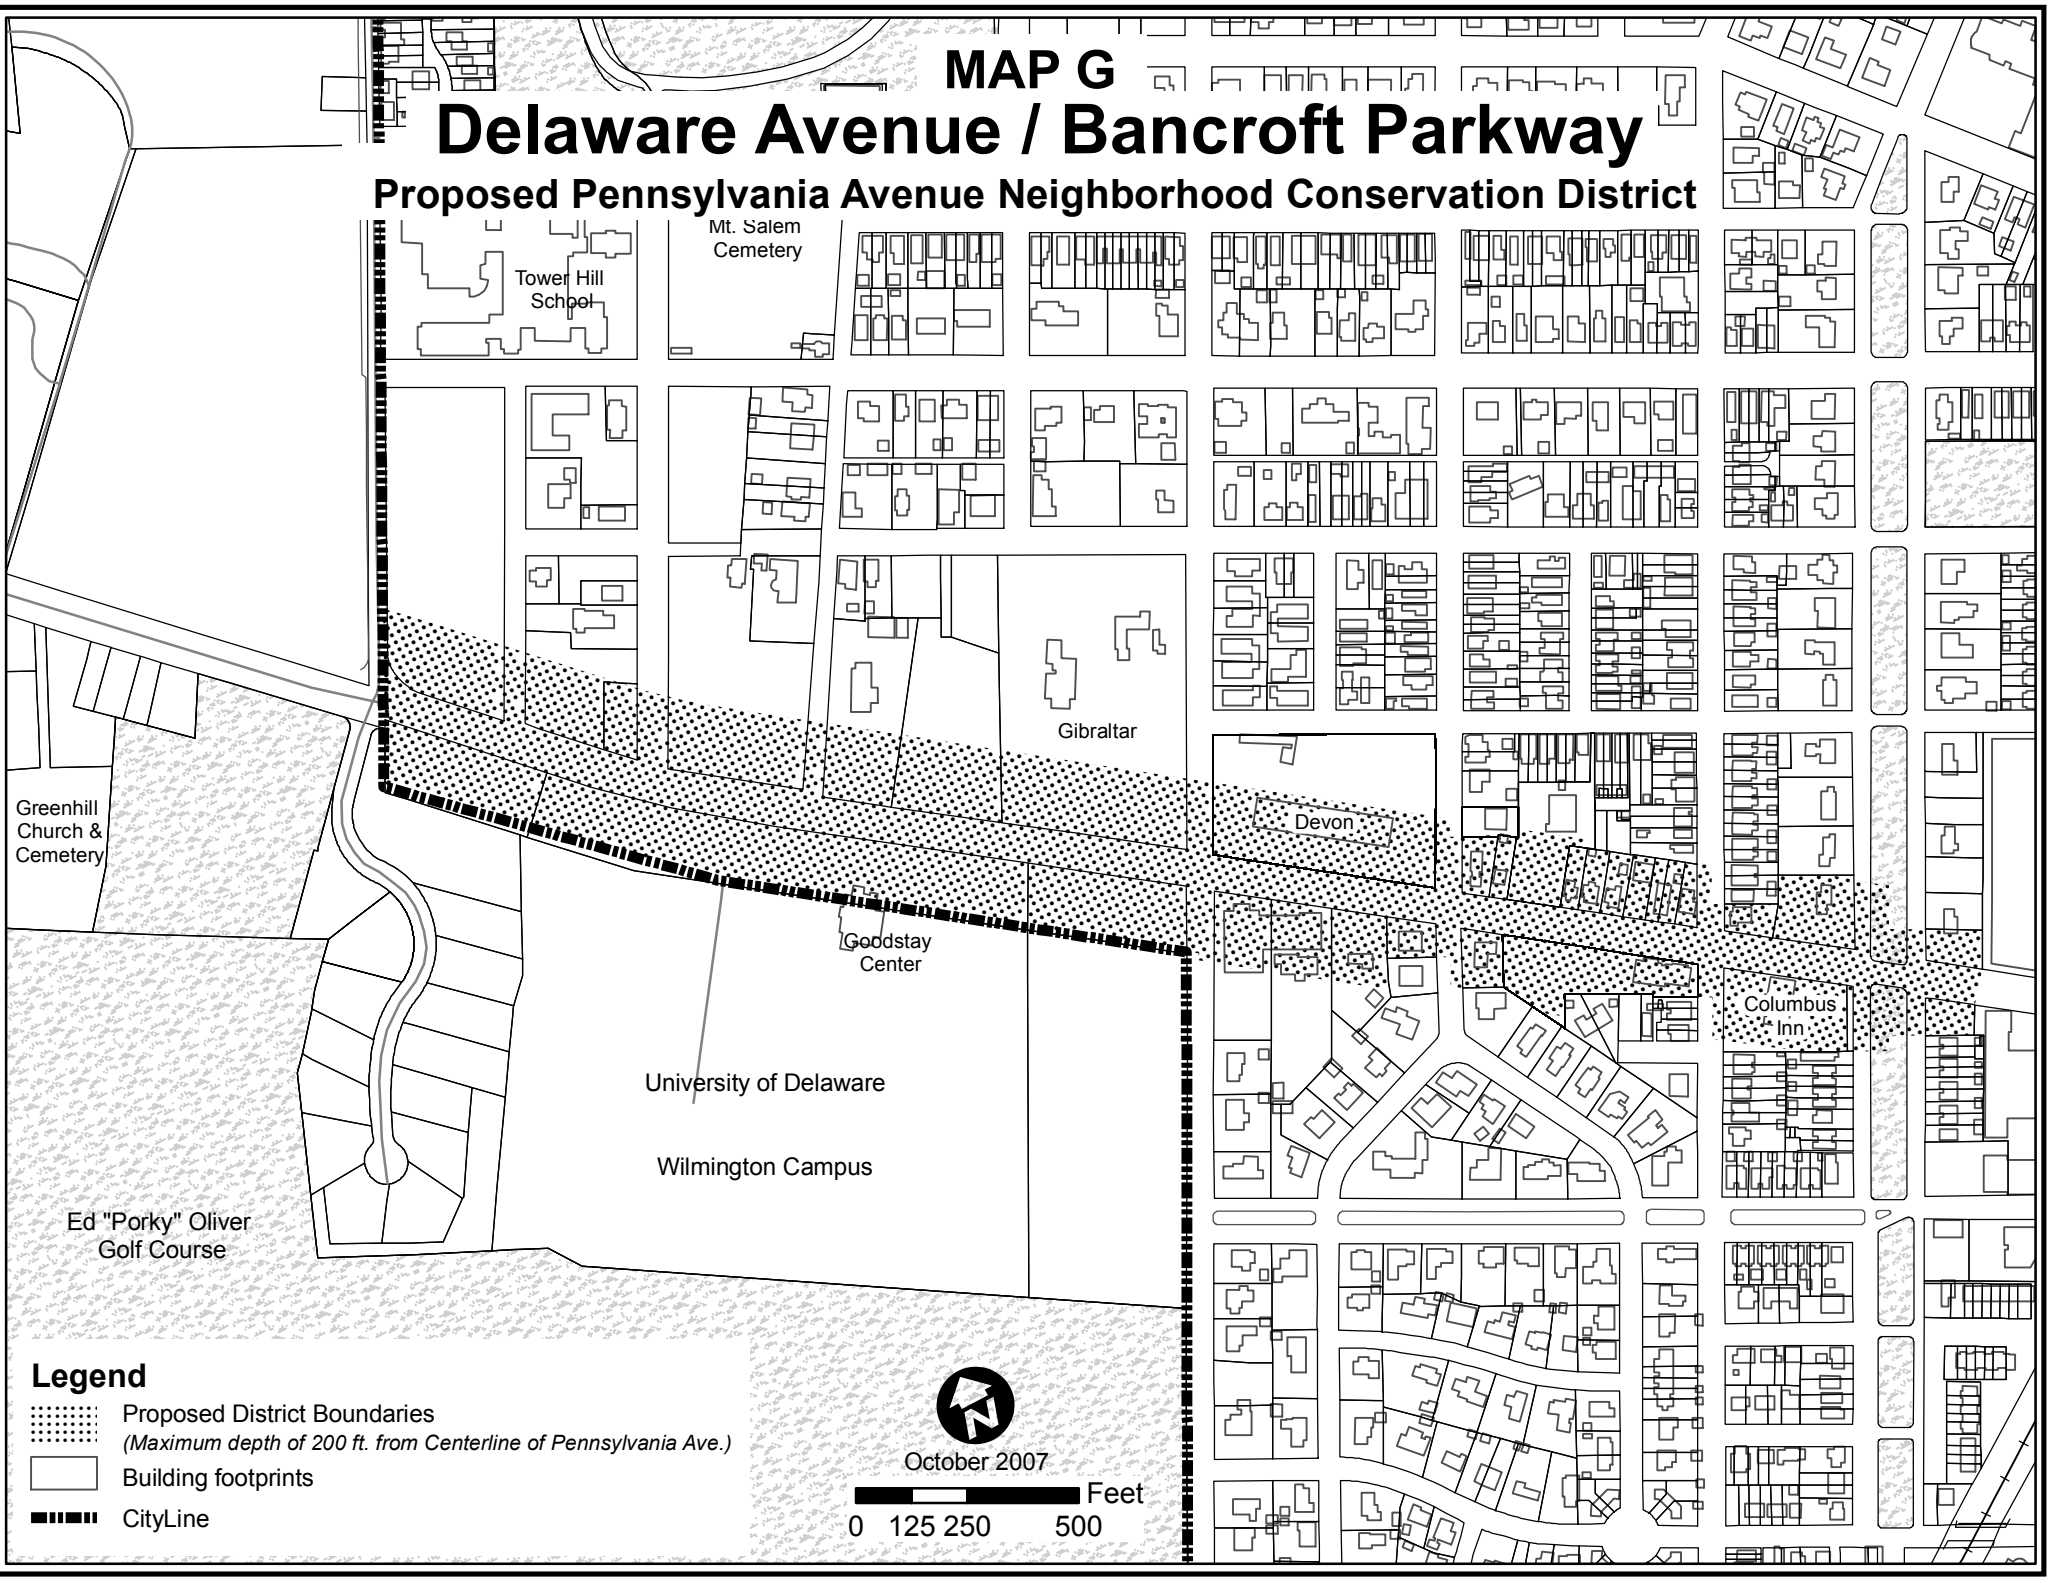 MAP G
Delaware Avenue / Bancroft Parkway
Proposed Pennsylvania Avenue Neighborhood Conservation District
Mt. Salem
Cemetery
Tower Hill
School
Gibraltar
Devon
Greenhill
Church &
Cemetery
Goodstay
Center
Columbus
Inn
University of Delaware
Wilmington Campus
Ed "Porky" Oliver
Golf Course
Legend
Proposed District Boundaries
(Maximum depth of 200 ft. from Centerline of Pennsylvania Ave.)
Building footprints
CityLine
N
October 2007
Feet
0 125 250 500